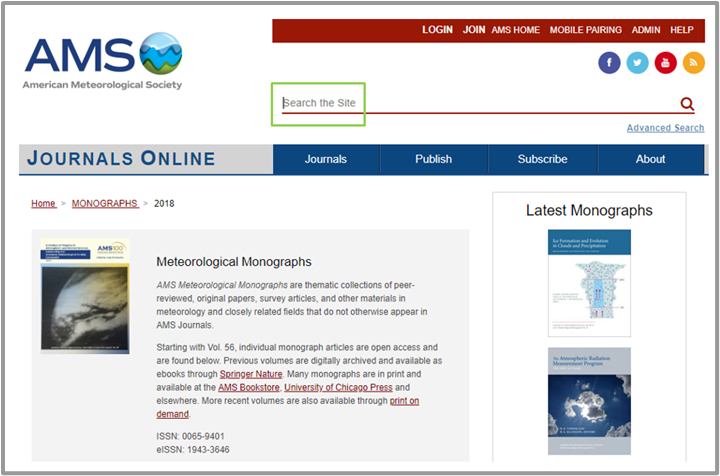 LOGIN JOIN AMS HOME MOBILE PAIRING ADMIN HELP
AMS
American Meteorological Society
Search the Site
Advanced Search
JOURNALS ONLINE
Journals Publish Subscribe About
Home > MONOGRAPHS > 2018
Meteorological Monographs
AMS Meteorological Monographs are thematic collections of peer-
reviewed, original papers, survey articles, and other materials in
meteorology and closely related fields that do not otherwise appear in
AMS Journals.
Starting with Vol. 56, individual monograph articles are open access and
are found below. Previous volumes are digitally archived and available as
ebooks through Springer Nature. Many monographs are in print and
available at the AMS Bookstore, University of Chicago Press and
elsewhere. More recent volumes are also available through print on
demand.
ISSN: 0065-9401
eISSN: 1943-3646
AMS100
Latest Monographs
Ice Formation and Evolution
in Clouds and Precipitation
The Atmospheric Radiation
Measurement Program